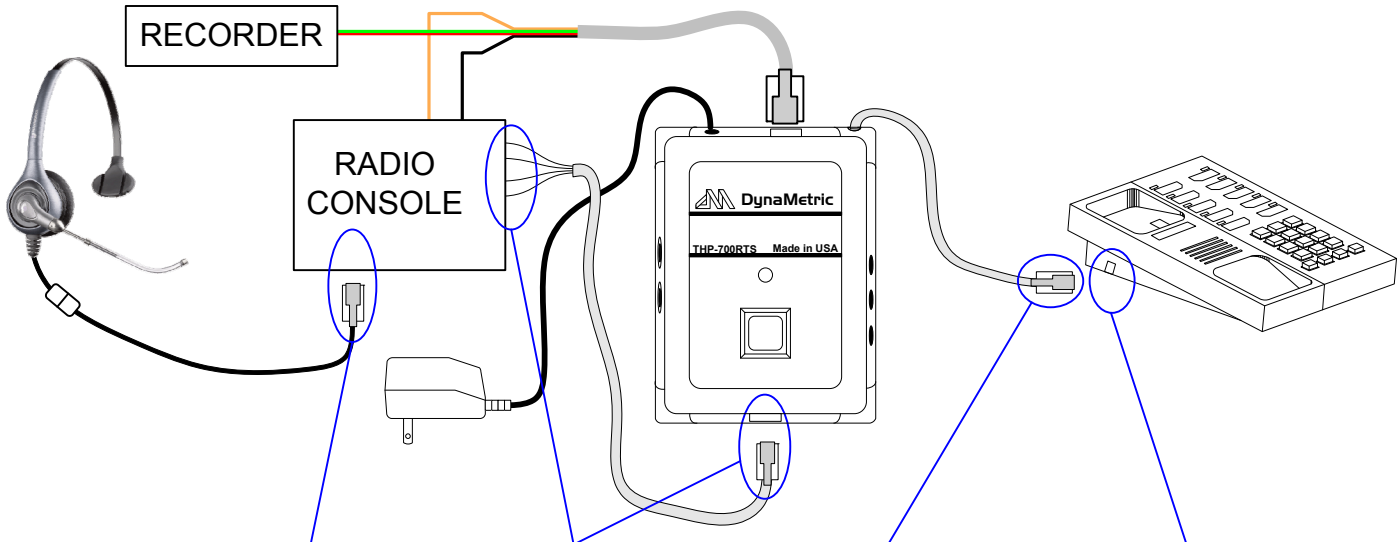 RECORDER
RADIO
CONSOLE
DynaMetric
THP-700RTS Made in USA